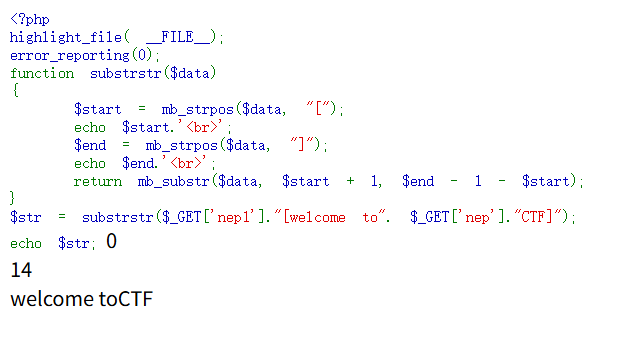 <?php
highlight_file( __FILE__);
error_reporting(0);
function substrstr($data)
{
$start = mb_strpos($data, "[");
echo $start.'<br>';
$end = mb_strpos($data, "]");
echo $end.'<br>';
return mb_substr($data, $start + 1, $end - 1 - $start);
}
$str = substrstr($_GET['nep1']."[welcome to". $_GET['nep']."CTF]");
echo $str; 0
14
welcome toCTF